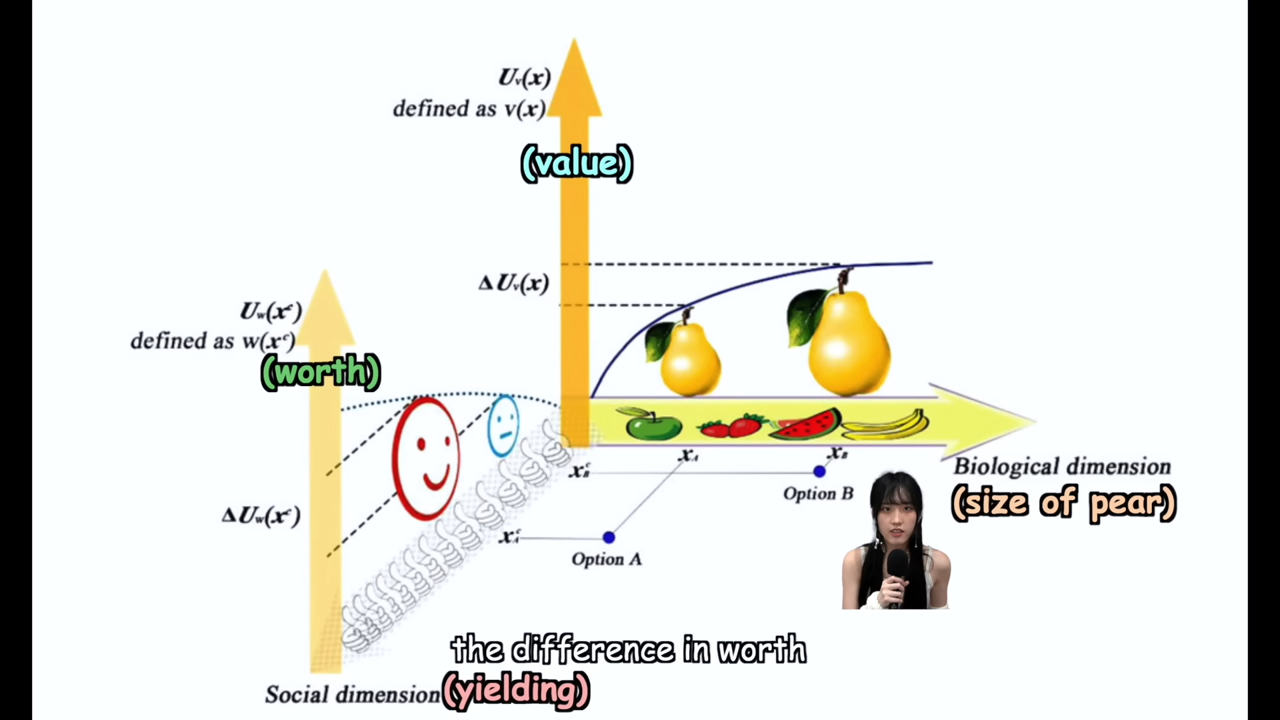 Uv(x)
defined as v(x)
(value)
Δ Uv(x)
Uw(xᶜ)
defined as w(xᶜ)
(worth)
ΔUw(xᶜ)
xA
xB
xᶜB
Option B
Biological dimension
(size of pear)
xᶜA
Option A
the difference in worth
Social dimension (yielding)